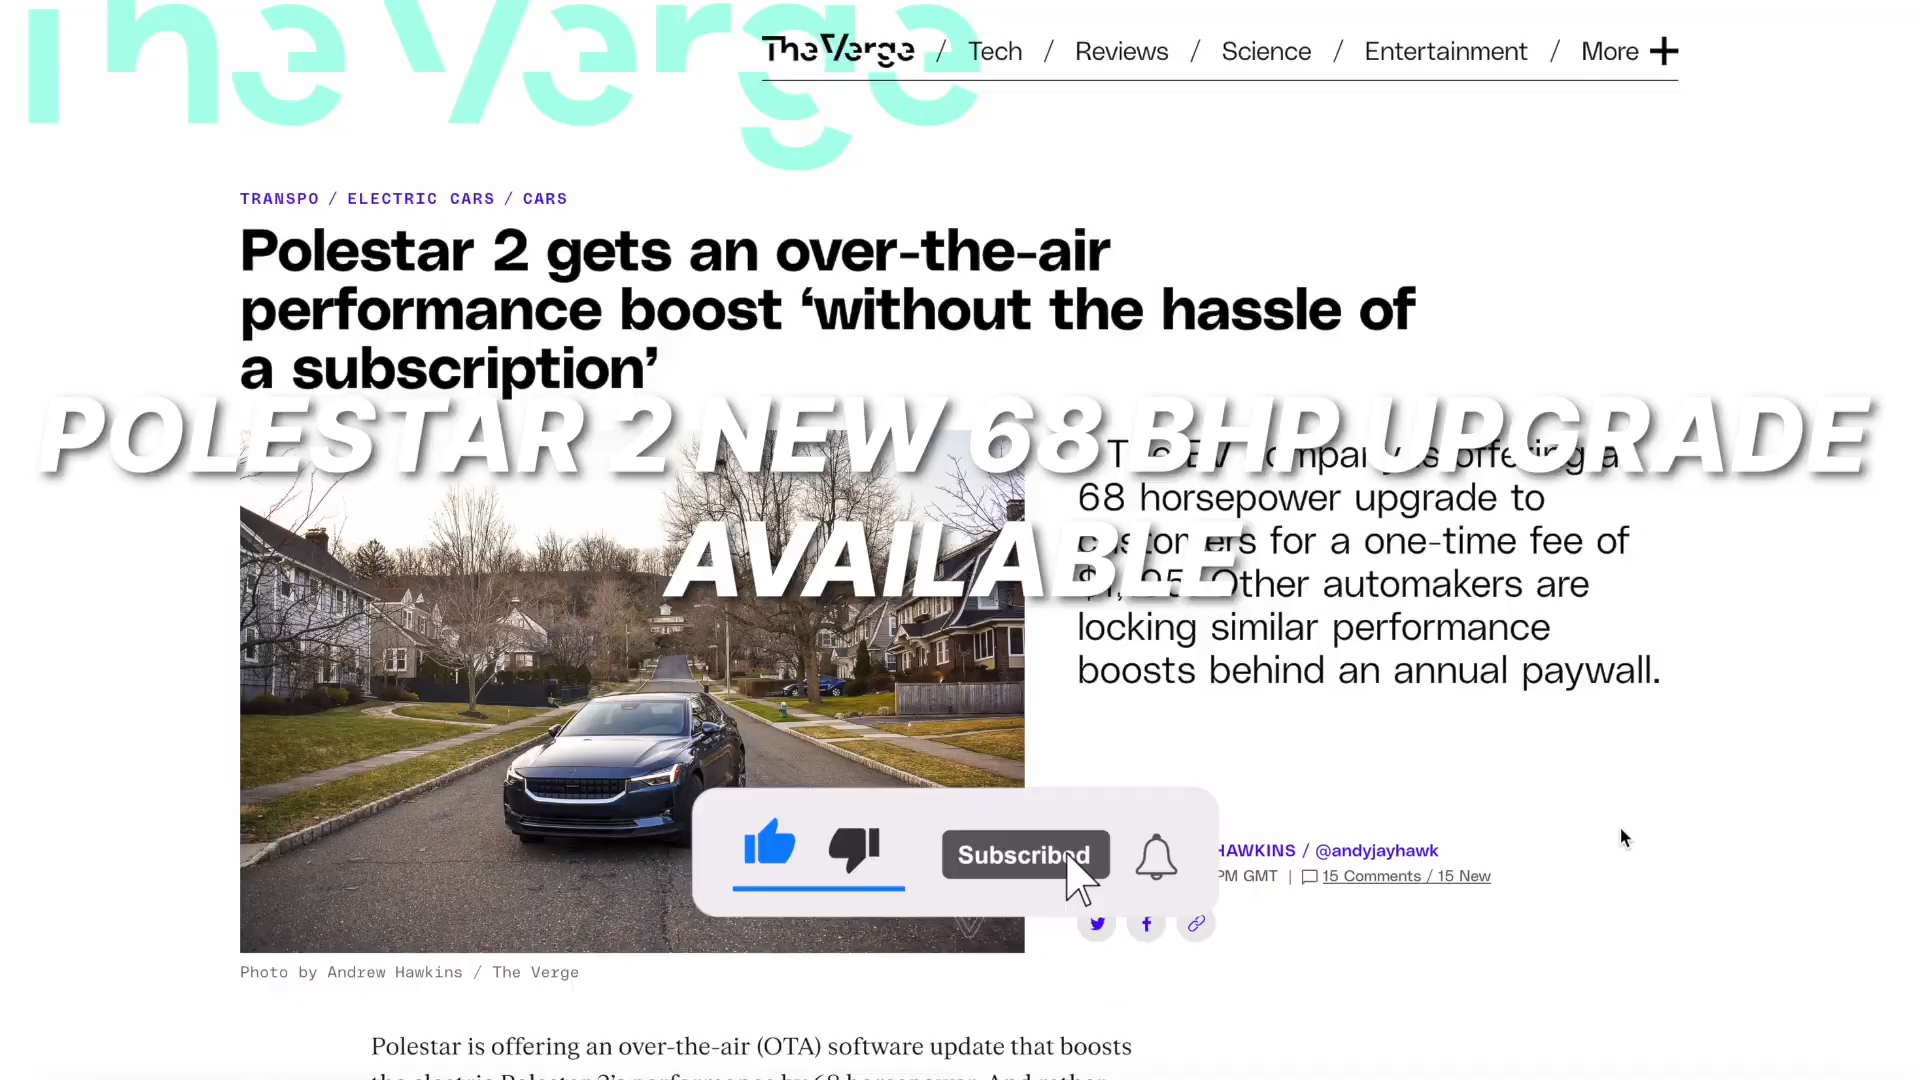 The Verge
The Verge / Tech / Reviews / Science / Entertainment / More
TRANSPO / ELECTRIC CARS / CARS
Polestar 2 gets an over-the-air
performance boost ‘without the hassle of
a subscription’
POLESTAR 2 NEW 68 BHP UPGRADE
AVAILABLE
offering a
68 horsepower upgrade to
customers for a one-time fee of
Other automakers are
locking similar performance
boosts behind an annual paywall.
Subscribed
HAWKINS / @andyjayhawk
PM GMT | 15 Comments / 15 New
Photo by Andrew Hawkins / The Verge
Polestar is offering an over-the-air (OTA) software update that boosts